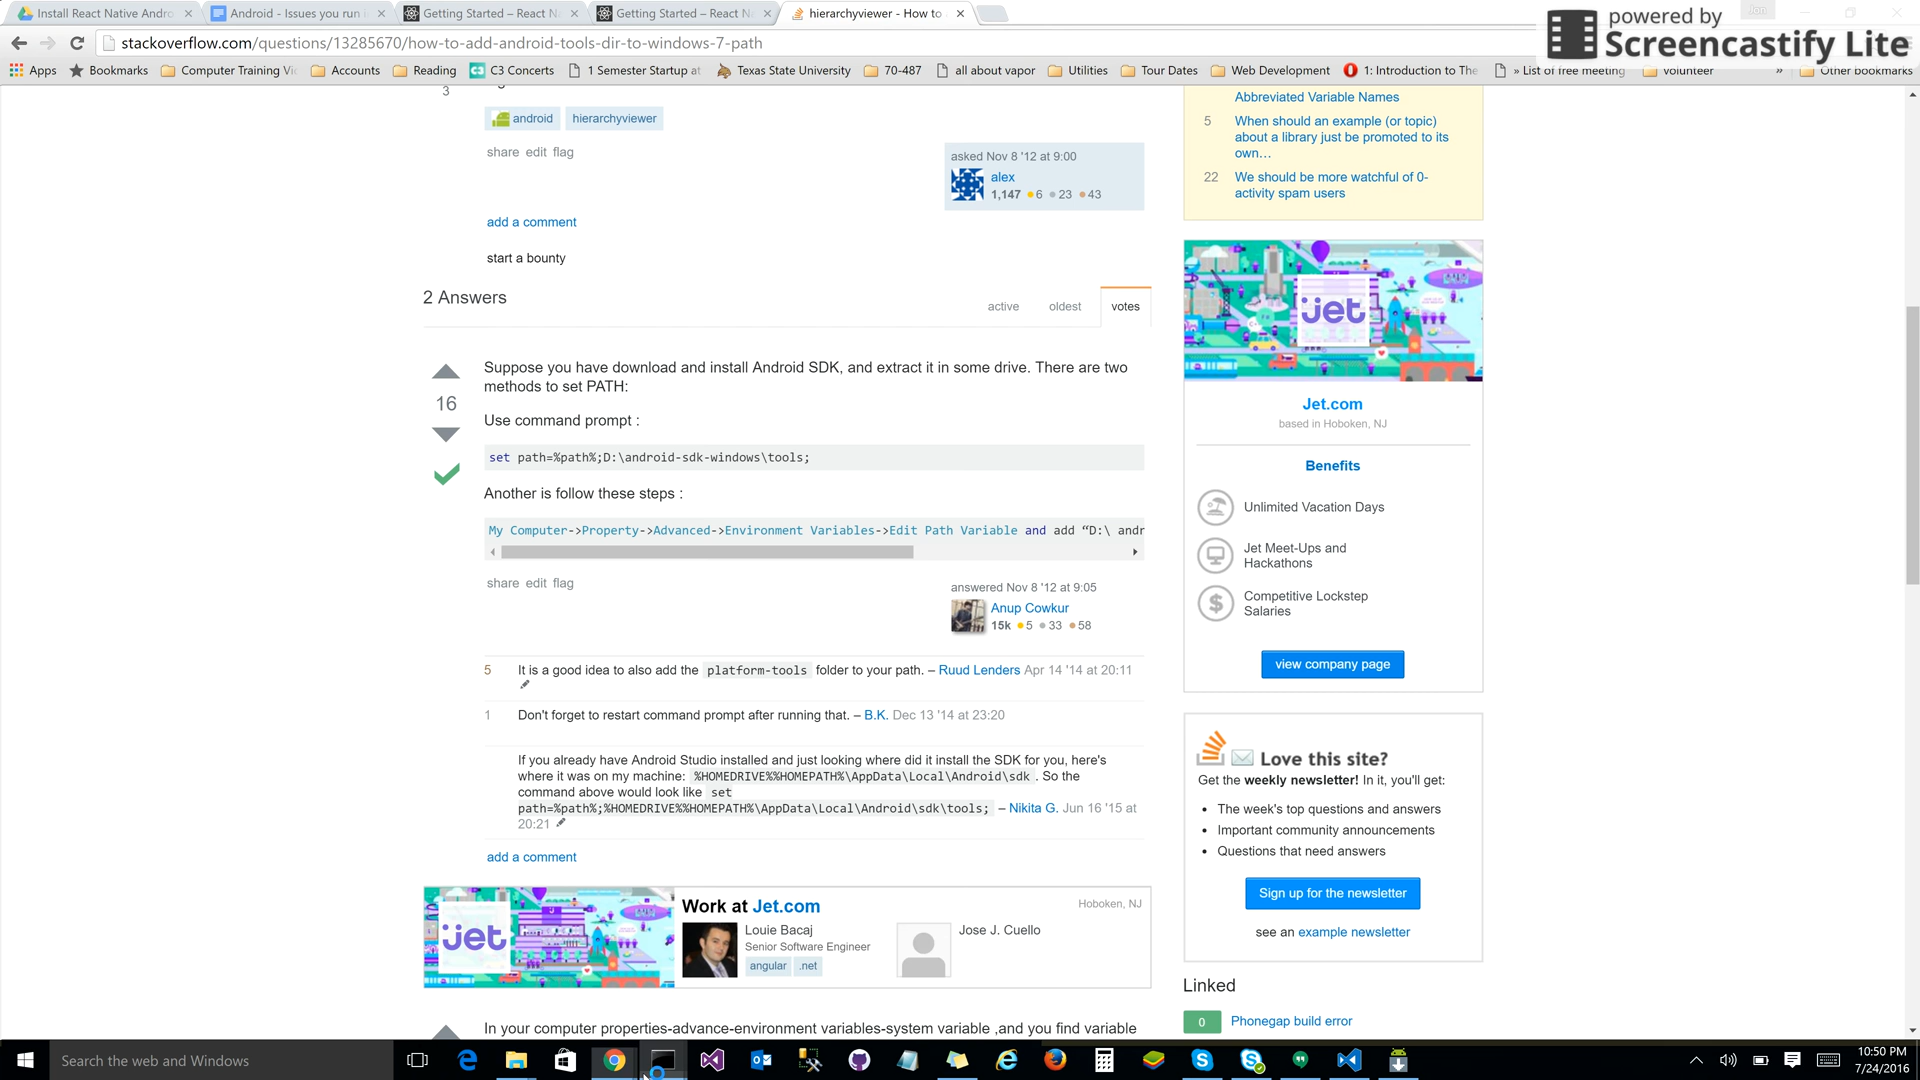 Install React Native Andro
Android - Issues you run i
Getting Started – React N
Getting Started – React N
hierarchyviewer - How to
Jon
powered by
Screencastify Lite
stackoverflow.com/questions/13285670/how-to-add-android-tools-dir-to-windows-7-path
Apps
Bookmarks
Computer Training Vi
Accounts
Reading
C3 Concerts
1 Semester Startup at
Texas State University
70-487
all about vapor
Utilities
Tour Dates
Web Development
1: Introduction to The
» List of free meeting
Volunteer
»
Other bookmarks
3
android hierarchyviewer
share edit flag
asked Nov 8 '12 at 9:00
alex
1,147 6 23 43
add a comment
start a bounty
2 Answers
active oldest votes
16
Suppose you have download and install Android SDK, and extract it in some drive. There are two
methods to set PATH:
Use command prompt :
set path=%path%;D:\android-sdk-windows\tools;
Another is follow these steps :
My Computer->Property->Advanced->Environment Variables->Edit Path Variable and add “D:\ andr
share edit flag
answered Nov 8 '12 at 9:05
Anup Cowkur
15k 5 33 58
5 It is a good idea to also add the platform-tools folder to your path. – Ruud Lenders Apr 14 '14 at 20:11
1 Don't forget to restart command prompt after running that. – B.K. Dec 13 '14 at 23:20
If you already have Android Studio installed and just looking where did it install the SDK for you, here's
where it was on my machine: %HOMEDRIVE%%HOMEPATH%\AppData\Local\Android\sdk . So the
command above would look like set
path=%path%;%HOMEDRIVE%%HOMEPATH%\AppData\Local\Android\sdk\tools; – Nikita G. Jun 16 '15 at
20:21
add a comment
jet
Work at Jet.com
Hoboken, NJ
Louie Bacaj
Senior Software Engineer
angular .net
Jose J. Cuello
In your computer properties-advance-environment variables-system variable ,and you find variable
Abbreviated Variable Names
5 When should an example (or topic)
about a library just be promoted to its
own…
22 We should be more watchful of 0-
activity spam users
jet
Jet.com
based in Hoboken, NJ
Benefits
Unlimited Vacation Days
Jet Meet-Ups and
Hackathons
Competitive Lockstep
Salaries
view company page
Love this site?
Get the weekly newsletter! In it, you'll get:
• The week's top questions and answers
• Important community announcements
• Questions that need answers
Sign up for the newsletter
see an example newsletter
Linked
0 Phonegap build error
Search the web and Windows
10:50 PM
7/24/2016